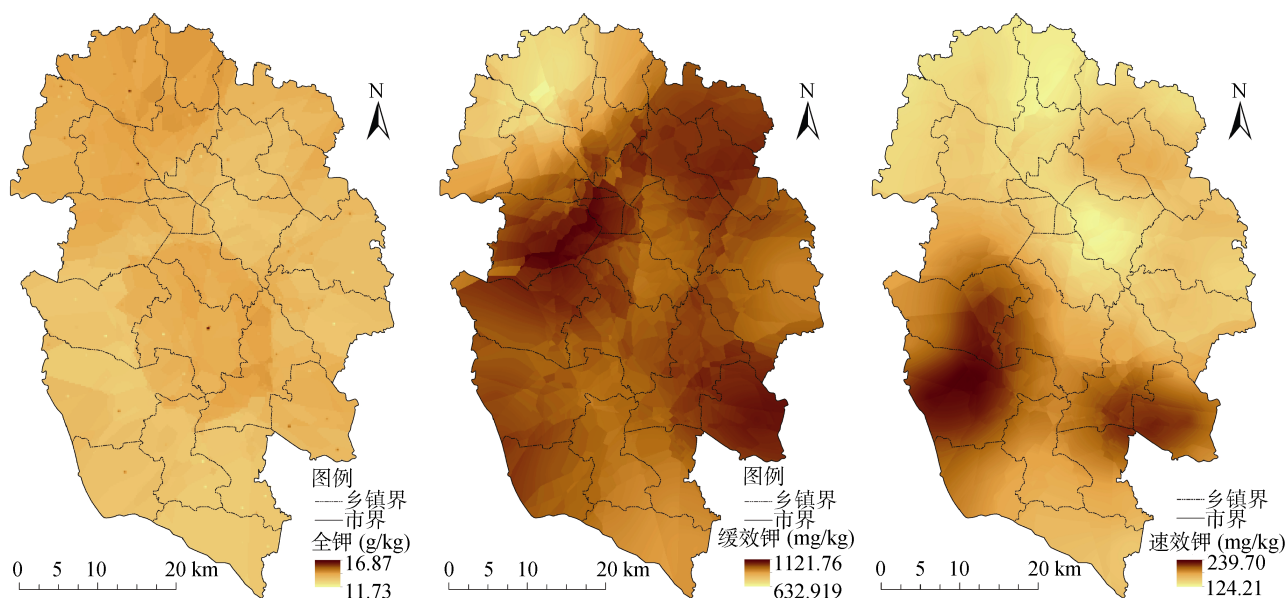 N
图例
乡镇界
市界
全钾 (g/kg)
16.87
11.73
0 5 10 20 km
N
图例
乡镇界
市界
缓效钾 (mg/kg)
1121.76
632.919
0 5 10 20 km
N
乡镇界
市界
速效钾 (mg/kg)
239.70
124.21
0 5 10 20 km